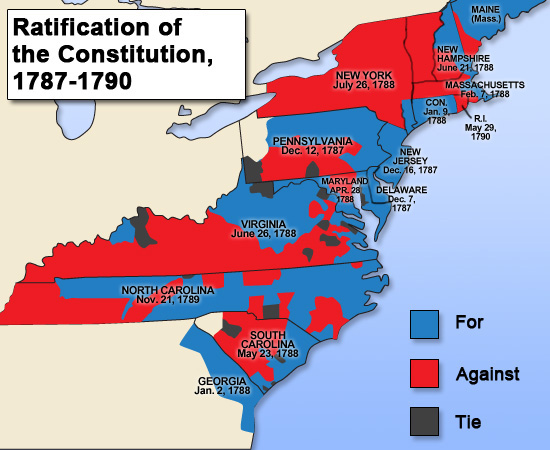 Ratification of
the Constitution,
1787-1790
MAINE
(Mass.)
NEW
HAMPSHIRE
June 21, 1788
NEW YORK
July 26, 1788
MASSACHUSETTS
Feb. 7, 1788
CON.
Jan. 9,
1788
R.I.
May 29,
1790
PENNSYLVANIA
Dec. 12, 1787
NEW
JERSEY
Dec. 16, 1787
MARYLAND
APR. 28
1788
DELAWARE
Dec. 7,
1787
VIRGINIA
June 26, 1788
NORTH CAROLINA
Nov. 21, 1789
SOUTH
CAROLINA
May 23, 1788
GEORGIA
Jan. 2, 1788
For
Against
Tie